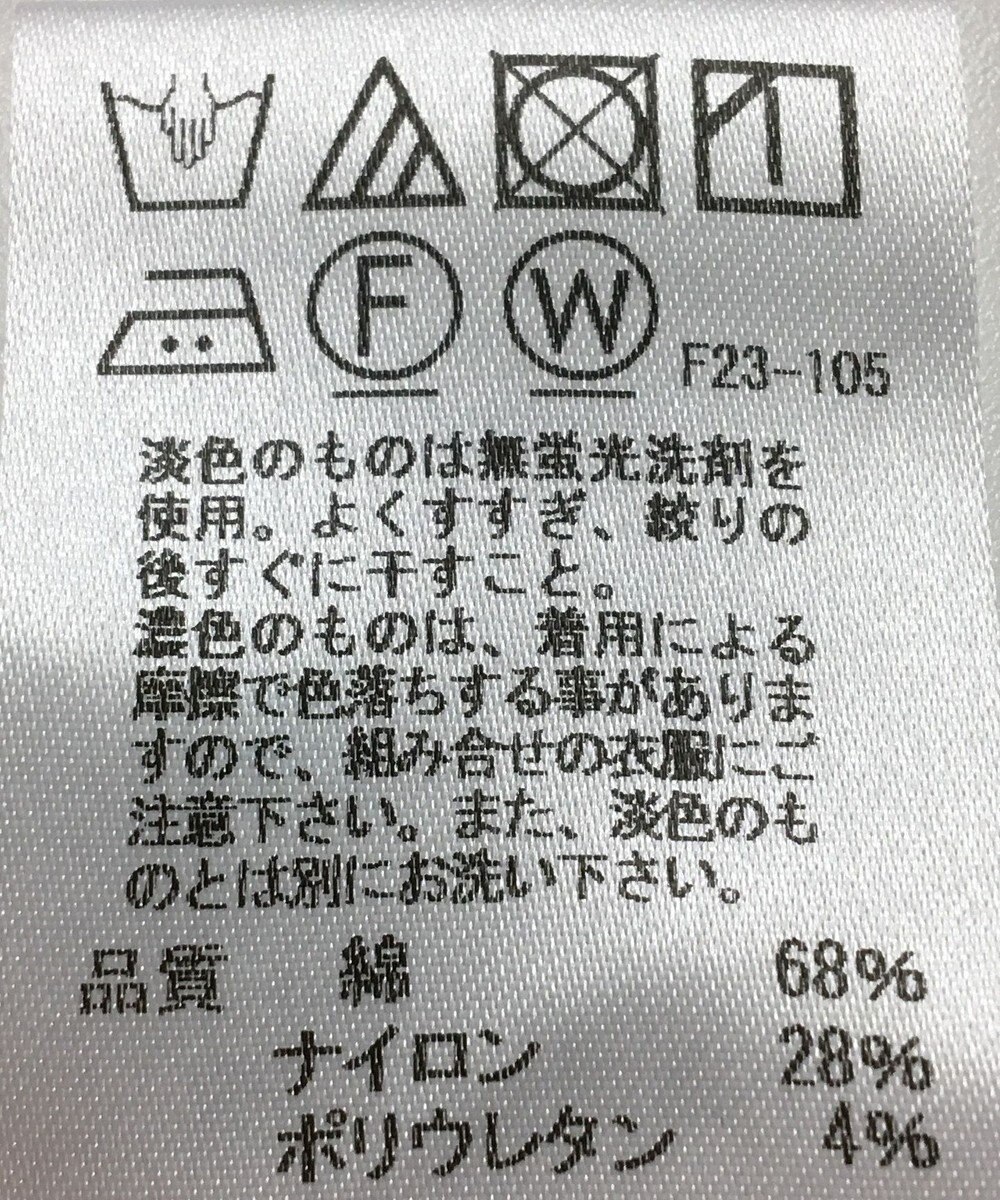 F
W
F23-105
淡色のものは無蛍光洗剤を
使用。よくすすぎ、絞りの
後すぐに干すこと。
濃色のものは、着用による
摩擦で色落ちする事がありま
すので、組み合せの衣服にご
注意下さい。また、淡色のも
のとは別にお洗い下さい。
品質 綿 68%
ナイロン 28%
ポリウレタン 4%